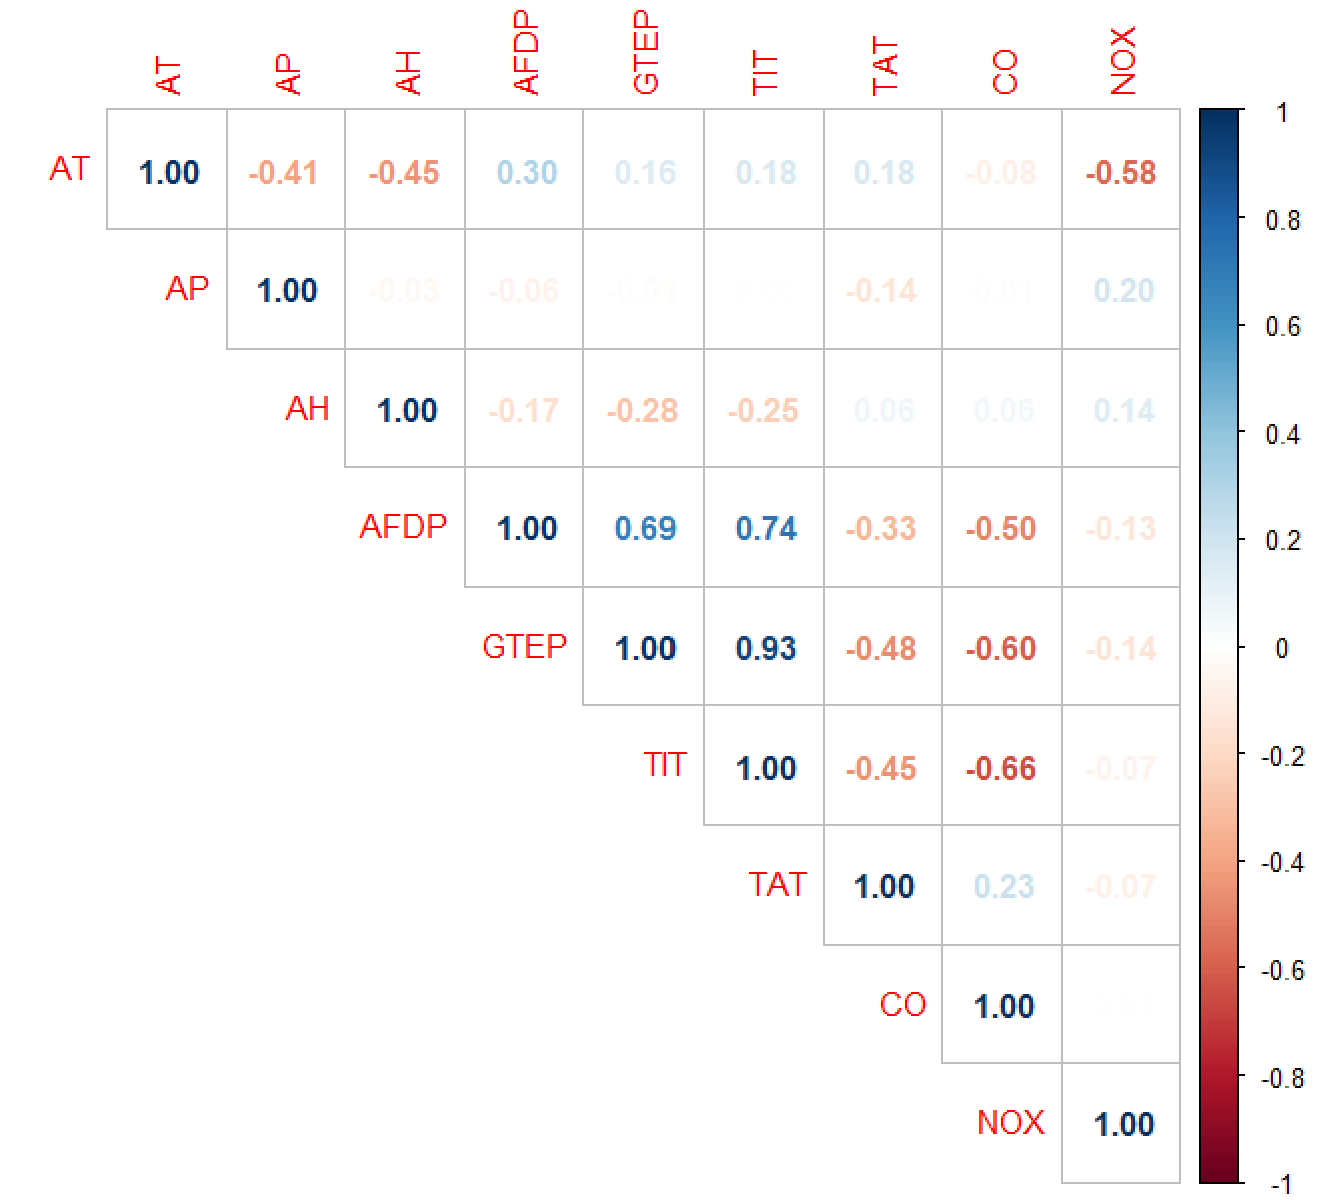 AT AP AH AFDP GTEP TIT TAT CO NOX
AT 1.00 -0.41 -0.45 0.30 0.16 0.18 0.18 -0.08 -0.58
AP 1.00 -0.03 -0.06 -0.01 -0.14 0.01 0.20
AH 1.00 -0.17 -0.28 -0.25 0.06 0.06 0.14
AFDP 1.00 0.69 0.74 -0.33 -0.50 -0.13
GTEP 1.00 0.93 -0.48 -0.60 -0.14
TIT 1.00 -0.45 -0.66 -0.07
TAT 1.00 0.23 -0.07
CO 1.00
NOX 1.00
1
0.8
0.6
0.4
0.2
0
-0.2
-0.4
-0.6
-0.8
-1